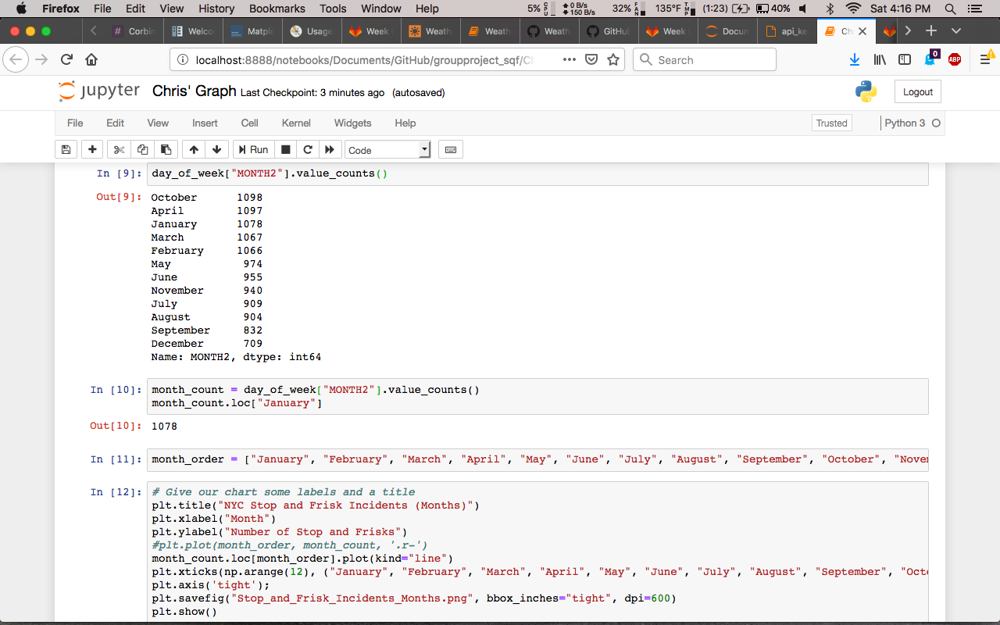 Firefox File Edit View History Bookmarks Tools Window Help 5% CPU 0 B/s 150 B/s 32% FAN 135°F TMP (1:23) 40% Sat 4:16 PM
# Corbin Welco Matpl Usage Week Weath Weath Weath GitHu Week Docum api_ke Ch
localhost:8888/notebooks/Documents/GitHub/groupproject_sqf/Ch Search 0 ABP
jupyter Chris' Graph Last Checkpoint: 3 minutes ago (autosaved) Logout
File Edit View Insert Cell Kernel Widgets Help Trusted Python 3
Run Code
In [9]: day_of_week["MONTH2"].value_counts()
Out[9]: October 1098
April 1097
January 1078
March 1067
February 1066
May 974
June 955
November 940
July 909
August 904
September 832
December 709
Name: MONTH2, dtype: int64
In [10]: month_count = day_of_week["MONTH2"].value_counts()
month_count.loc["January"]
Out[10]: 1078
In [11]: month_order = ["January", "February", "March", "April", "May", "June", "July", "August", "September", "October", "Novem
In [12]: # Give our chart some labels and a title
plt.title("NYC Stop and Frisk Incidents (Months)")
plt.xlabel("Month")
plt.ylabel("Number of Stop and Frisks")
#plt.plot(month_order, month_count, '.r-')
month_count.loc[month_order].plot(kind="line")
plt.xticks(np.arange(12), ("January", "February", "March", "April", "May", "June", "July", "August", "September", "Octo
plt.axis('tight');
plt.savefig("Stop_and_Frisk_Incidents_Months.png", bbox_inches="tight", dpi=600)
plt.show()